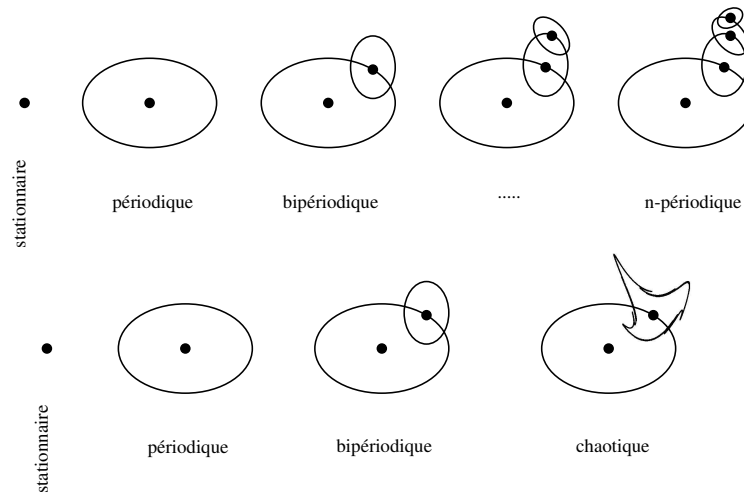 stationnaire
périodique
bipériodique
.....
n-périodique
stationnaire
périodique
bipériodique
chaotique